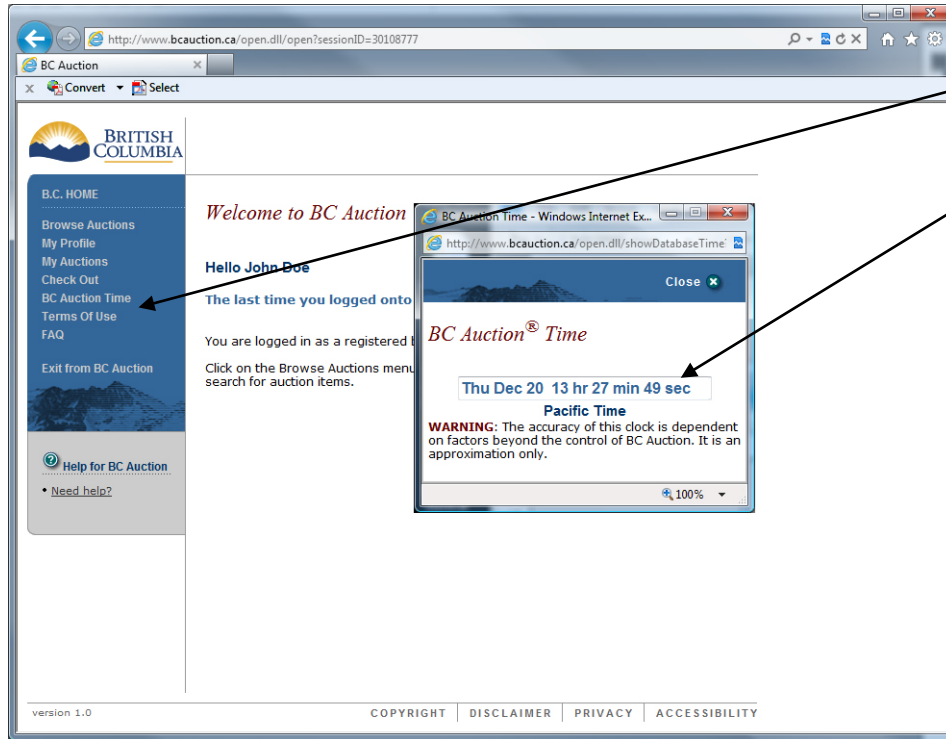 http://www.bcauction.ca/open.dll/open?sessionID=30108777
BC Auction
x Convert Select
BRITISH
COLUMBIA
B.C. HOME
Browse Auctions
My Profile
My Auctions
Check Out
BC Auction Time
Terms Of Use
FAQ
Exit from BC Auction
Help for BC Auction
• Need help?
Welcome to BC Auction
Hello John Doe
The last time you logged onto
You are logged in as a registered
Click on the Browse Auctions menu
search for auction items.
BC Auction Time - Windows Internet Ex...
http://www.bcauction.ca/open.dll/showDatabaseTime
Close
BC Auction® Time
Thu Dec 20 13 hr 27 min 49 sec
Pacific Time
WARNING: The accuracy of this clock is dependent
on factors beyond the control of BC Auction. It is an
approximation only.
100%
version 1.0
COPYRIGHT DISCLAIMER PRIVACY ACCESSIBILITY